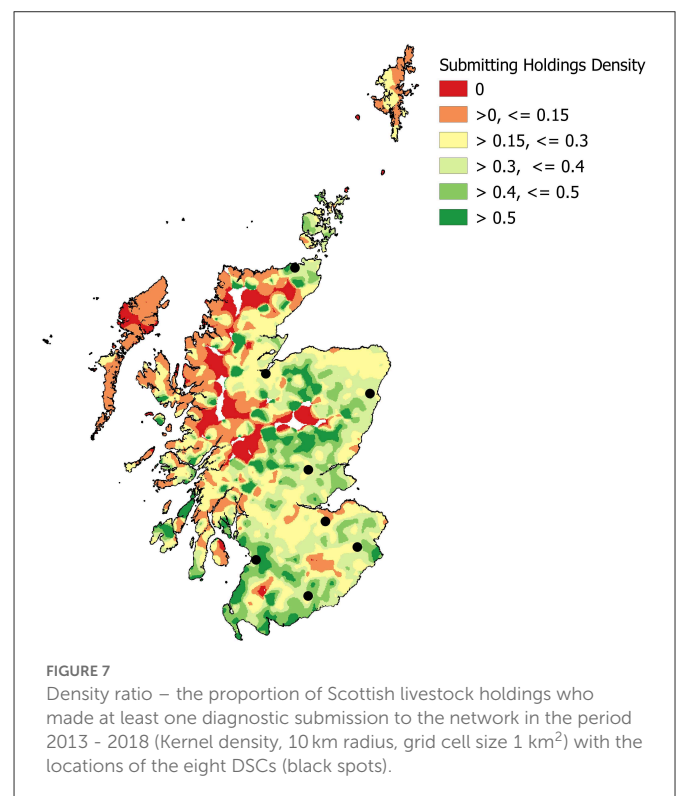 Submitting Holdings Density
0
>0, <= 0.15
> 0.15, <= 0.3
> 0.3, <= 0.4
> 0.4, <= 0.5
> 0.5
FIGURE 7
Density ratio – the proportion of Scottish livestock holdings who
made at least one diagnostic submission to the network in the period
2013 - 2018 (Kernel density, 10 km radius, grid cell size 1 km²) with the
locations of the eight DSCs (black spots).